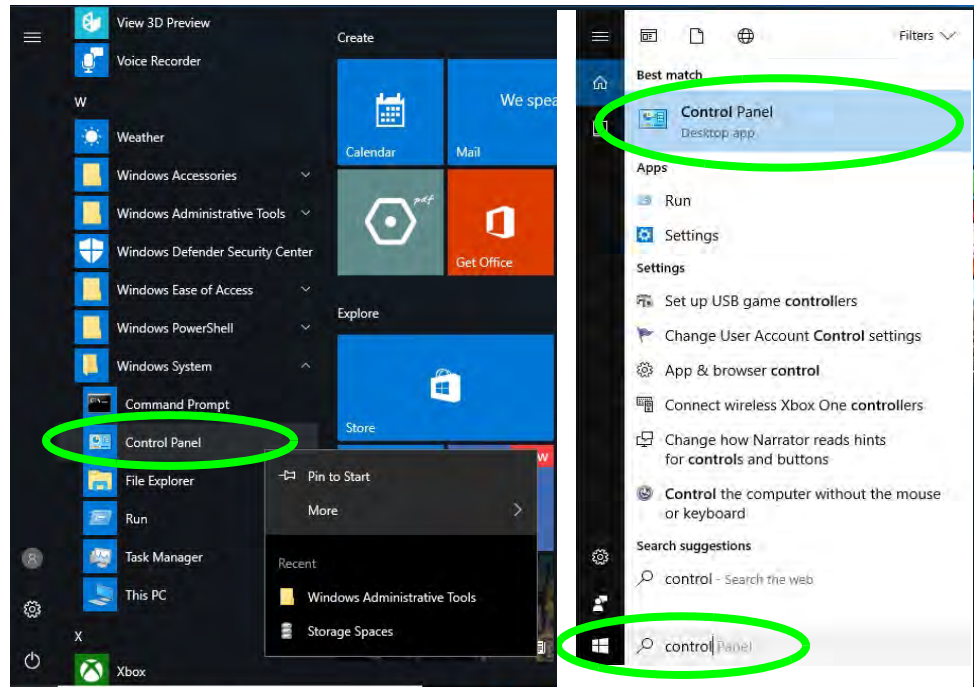 View 3D Preview
Voice Recorder
W
Weather
Windows Accessories
Windows Administrative Tools
Windows Defender Security Center
Windows Ease of Access
Windows PowerShell
Windows System
Command Prompt
Control Panel
File Explorer
Run
Task Manager
This PC
X
Xbox
Create
We spea
Calendar
Mail
pdf
Get Office
Explore
Store
W
Pin to Start
More
Recent
Windows Administrative Tools
Storage Spaces
Filters
Best match
Control Panel
Desktop app
Apps
Run
Settings
Settings
Set up USB game controllers
Change User Account Control settings
App & browser control
Connect wireless Xbox One controllers
Change how Narrator reads hints
for controls and buttons
Control the computer without the mouse
or keyboard
Search suggestions
control - Search the web
control Panel